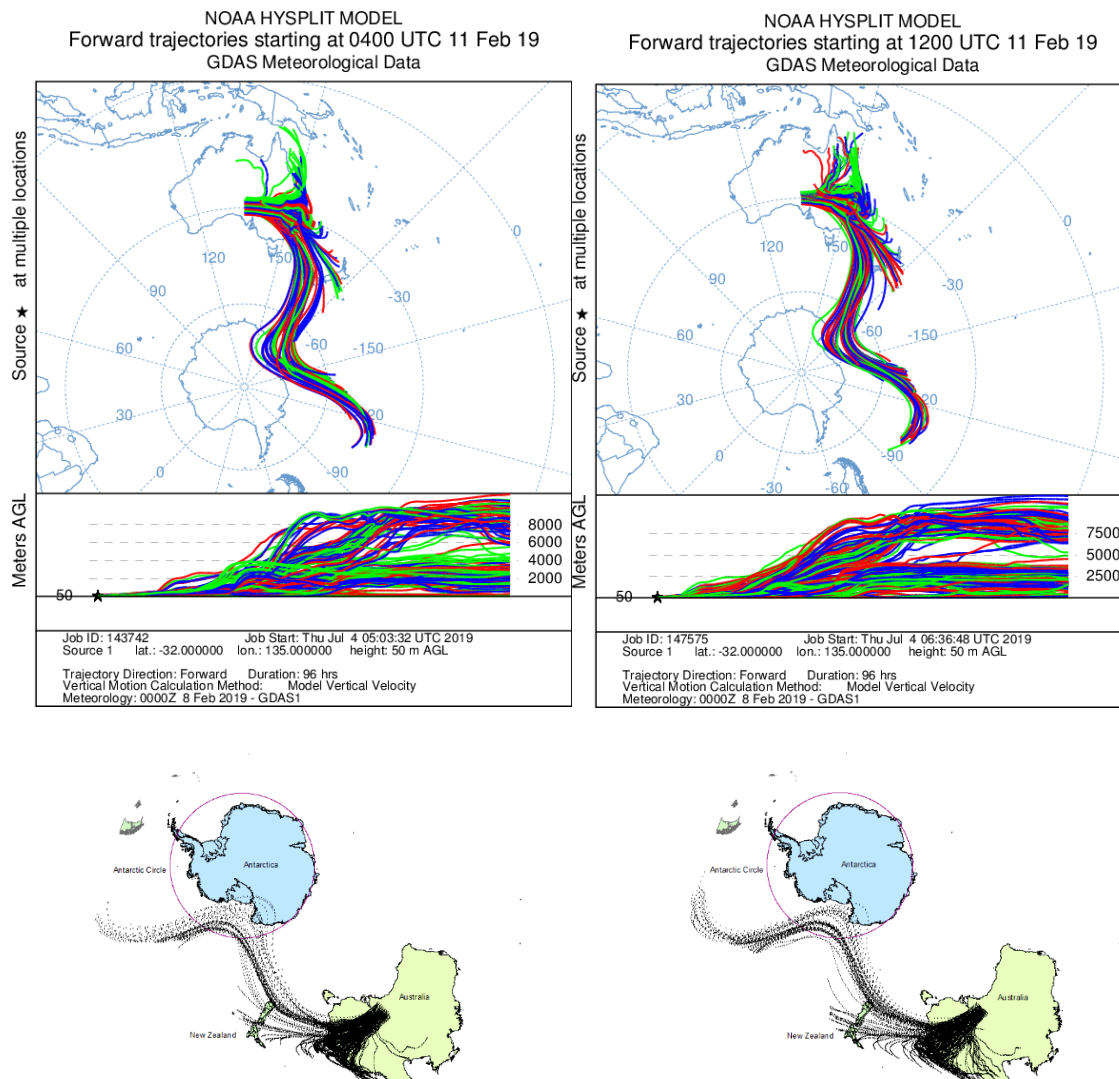 NOAA HYSPLIT MODEL
Forward trajectories starting at 0400 UTC 11 Feb 19
GDAS Meteorological Data
Source ★ at multiple locations
0
120
150
90
-30
60
-60
-150
30
20
0
-90
Meters AGL
8000
6000
4000
2000
50
Job ID: 143742 Job Start: Thu Jul 4 05:03:32 UTC 2019
Source 1 lat.: -32.000000 lon.: 135.000000 height: 50 m AGL
Trajectory Direction: Forward Duration: 96 hrs
Vertical Motion Calculation Method: Model Vertical Velocity
Meteorology: 0000Z 8 Feb 2019 - GDAS1
NOAA HYSPLIT MODEL
Forward trajectories starting at 1200 UTC 11 Feb 19
GDAS Meteorological Data
Source ★ at multiple locations
0
120
150
90
-30
60
-60
-150
30
20
0
-90
-30
-60
Meters AGL
7500
5000
2500
50
Job ID: 147575 Job Start: Thu Jul 4 06:36:48 UTC 2019
Source 1 lat.: -32.000000 lon.: 135.000000 height: 50 m AGL
Trajectory Direction: Forward Duration: 96 hrs
Vertical Motion Calculation Method: Model Vertical Velocity
Meteorology: 0000Z 8 Feb 2019 - GDAS1
Antarctic Circle
Antarctica
Australia
New Zealand
Antarctic Circle
Antarctica
Australia
New Zealand